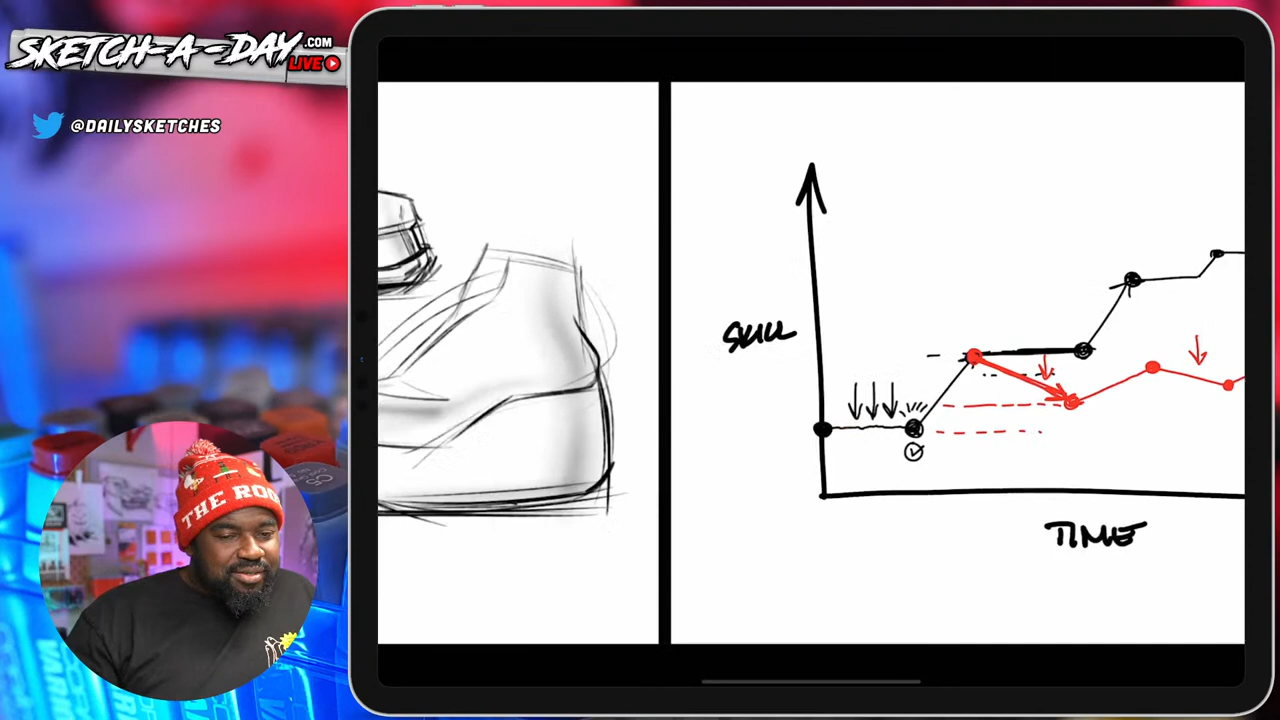 SKETCH-A-DAY.COM
LIVE
@DAILYSKETCHES
SKILL
TIME
THE ROO